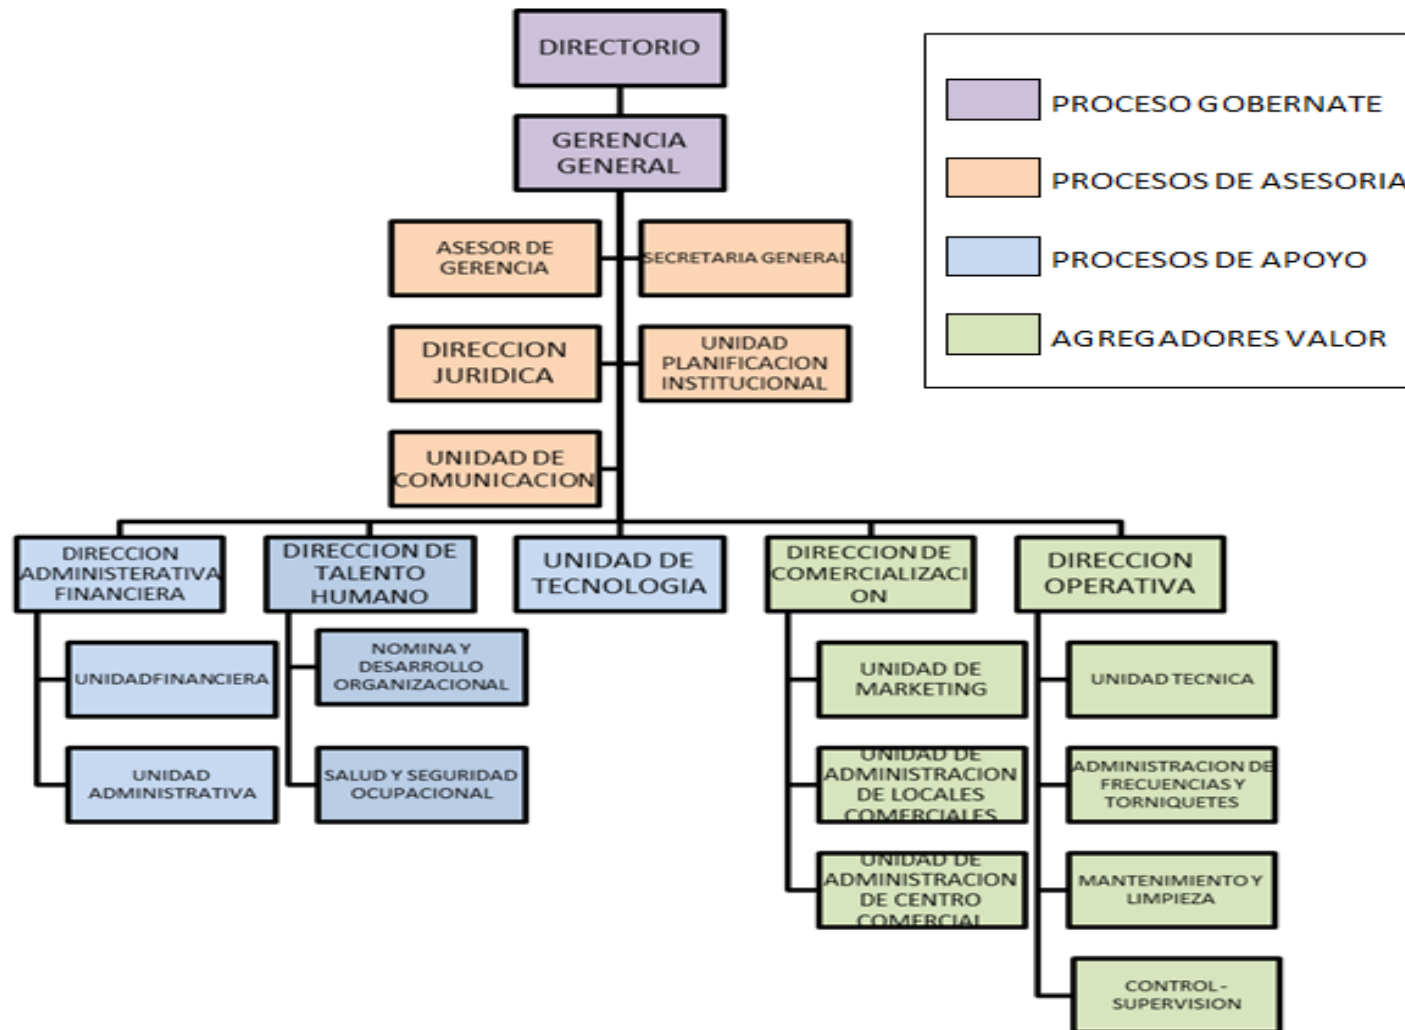 DIRECTORIO
GERENCIA
GENERAL
ASESOR DE
GERENCIA
SECRETARIA GENERAL
DIRECCION
JURIDICA
UNIDAD
PLANIFICACION
INSTITUCIONAL
UNIDAD DE
COMUNICACION
PROCESO GOBERNATE
PROCESOS DE ASESORIA
PROCESOS DE APOYO
AGREGADORES VALOR
DIRECCION
ADMINISTERATIVA
FINANCIERA
UNIDAD FINANCIERA
UNIDAD
ADMINISTRATIVA
DIRECCION DE
TALENTO
HUMANO
NOMINA Y
DESARROLLO
ORGANIZACIONAL
SALUD Y SEGURIDAD
OCUPACIONAL
UNIDAD DE
TECNOLOGIA
DIRECCION DE
COMERCIALIZACI
ON
UNIDAD DE
MARKETING
UNIDAD DE
ADMINISTRACION
DE LOCALES
COMERCIALES
UNIDAD DE
ADMINISTRACION
DE CENTRO
COMERCIAL
DIRECCION
OPERATIVA
UNIDAD TECNICA
ADMINISTRACION DE
FRECUENCIAS Y
TORNIQUETES
MANTENIMIENTO Y
LIMPIEZA
CONTROL-
SUPERVISION